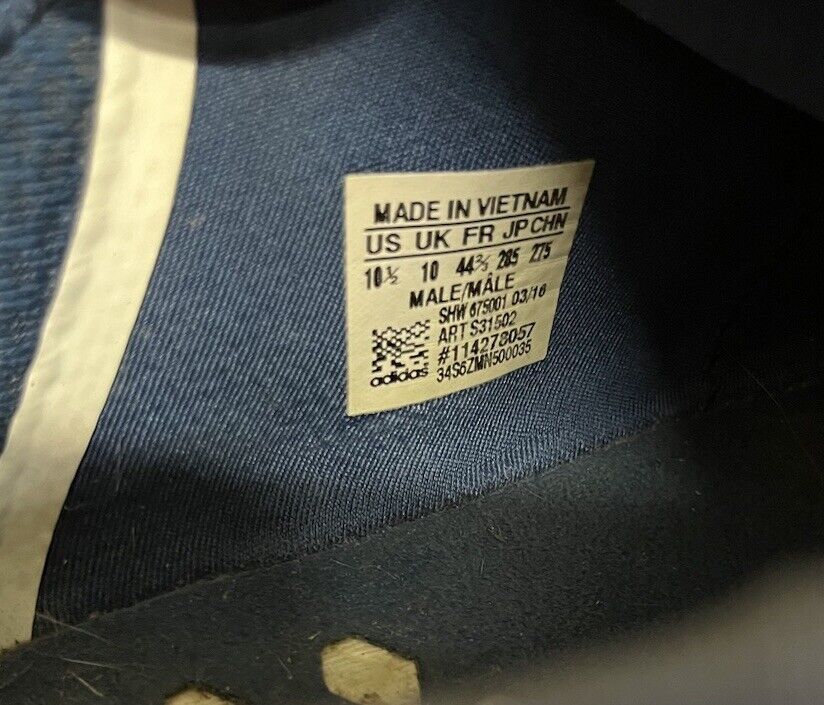 MADE IN VIETNAM
US UK FR JP CHN
10½ 10 44⅔ 285 275
MALE/MÂLE
SHW 675001 03/16
ART S31502
#114278057
adidas 34S6ZMN500035